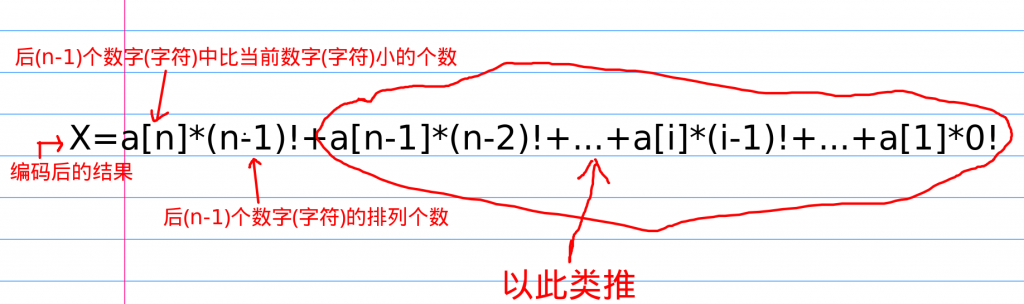 后(n-1)个数字(字符)中比当前数字(字符)小的个数
X=a[n]*(n-1)!+a[n-1]*(n-2)!+...+a[i]*(i-1)!+...+a[1]*0!
编码后的结果
后(n-1)个数字(字符)的排列个数
以此类推